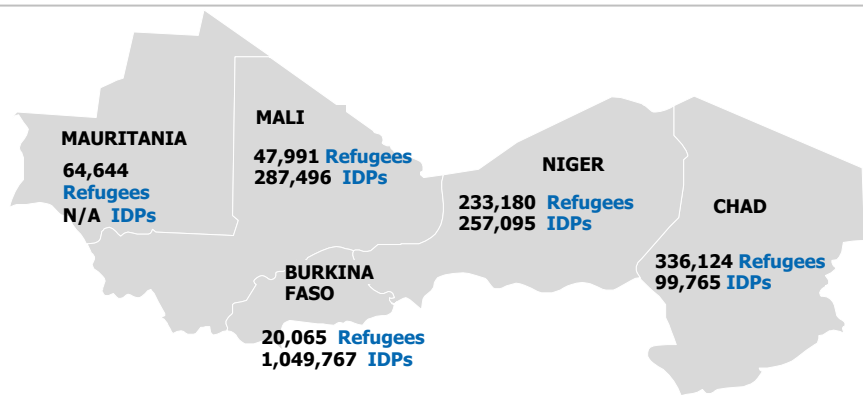 MAURITANIA
64,644
Refugees
N/A IDPs
MALI
47,991 Refugees
287,496 IDPs
BURKINA
FASO
20,065 Refugees
1,049,767 IDPs
NIGER
233,180 Refugees
257,095 IDPs
CHAD
336,124 Refugees
99,765 IDPs